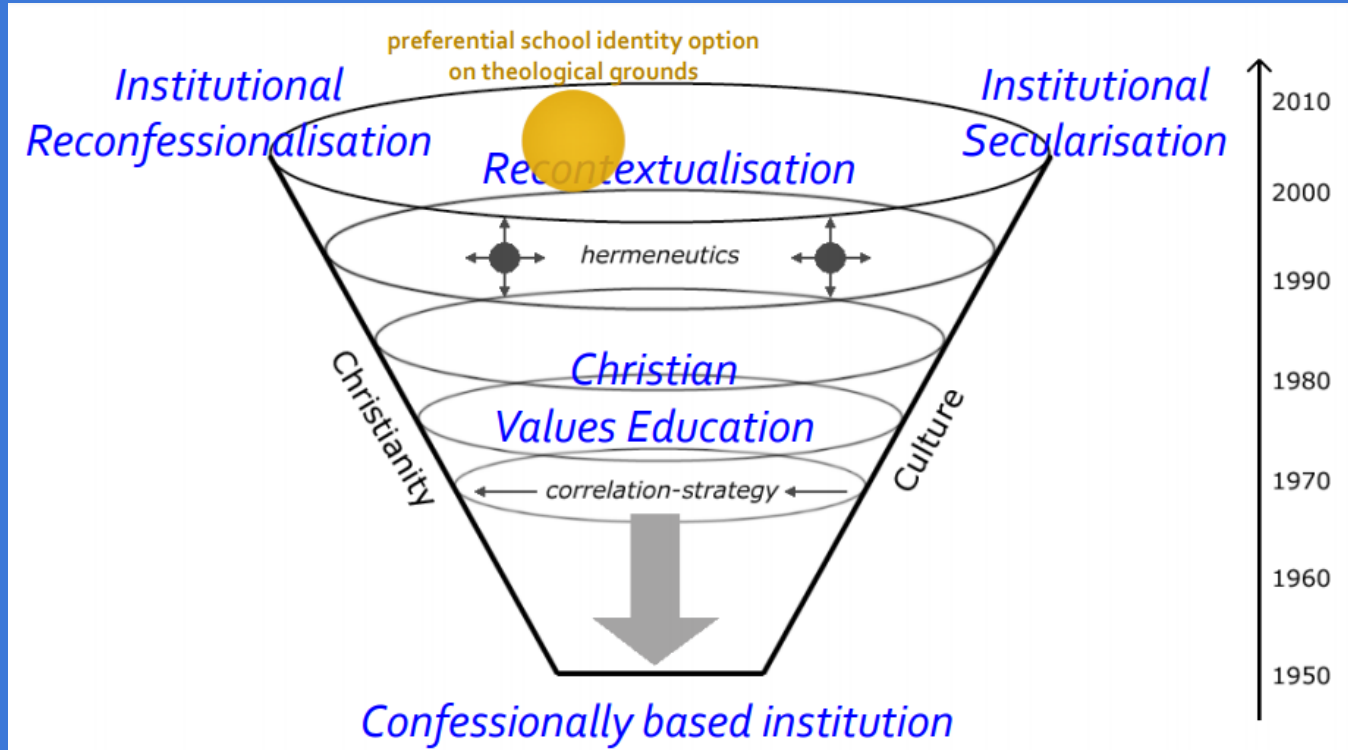 preferential school identity option
on theological grounds
Institutional
Reconfessionalisation
Institutional
Secularisation
Recontextualisation
hermeneutics
Christian
Values Education
correlation-strategy
Christianity
Culture
Confessionally based institution
2010
2000
1990
1980
1970
1960
1950